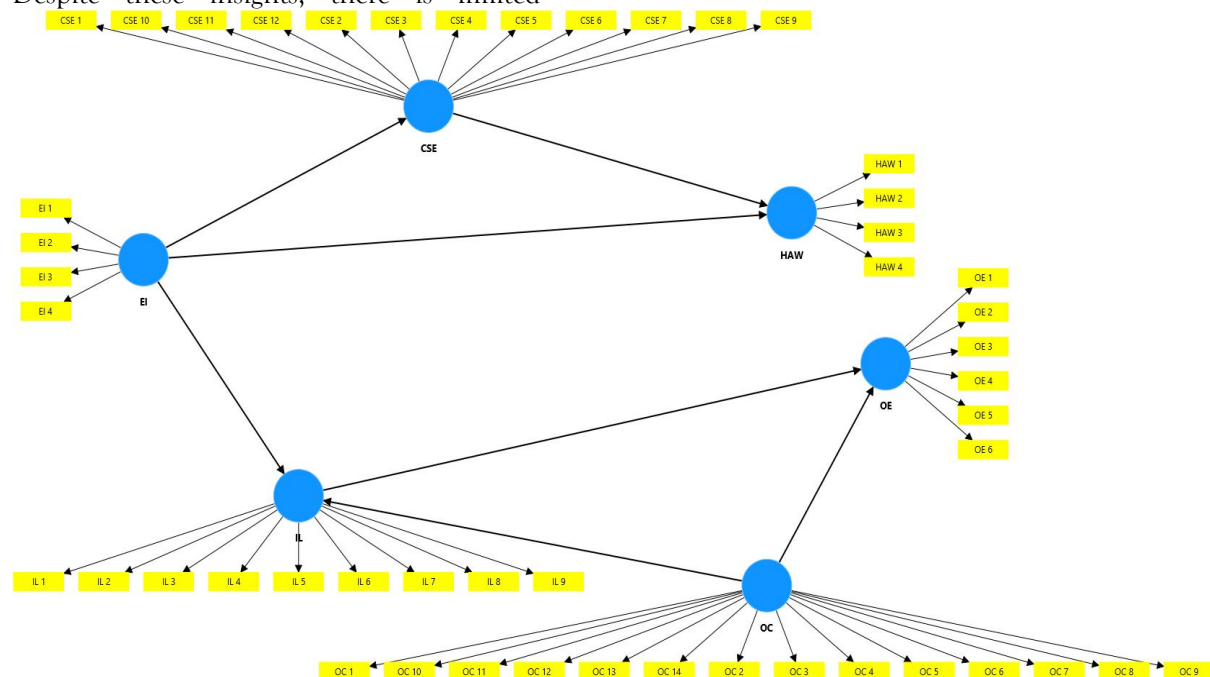 Despite these insights, there is limited
CSE 1 CSE 10 CSE 11 CSE 12 CSE 2 CSE 3 CSE 4 CSE 5 CSE 6 CSE 7 CSE 8 CSE 9
CSE
HAW 1
HAW 2
HAW 3
HAW 4
HAW
EI 1
EI 2
EI 3
EI 4
EI
OE 1
OE 2
OE 3
OE 4
OE 5
OE 6
OE
IL
IL 1 IL 2 IL 3 IL 4 IL 5 IL 6 IL 7 IL 8 IL 9
OC
OC 1 OC 10 OC 11 OC 12 OC 13 OC 14 OC 2 OC 3 OC 4 OC 5 OC 6 OC 7 OC 8 OC 9